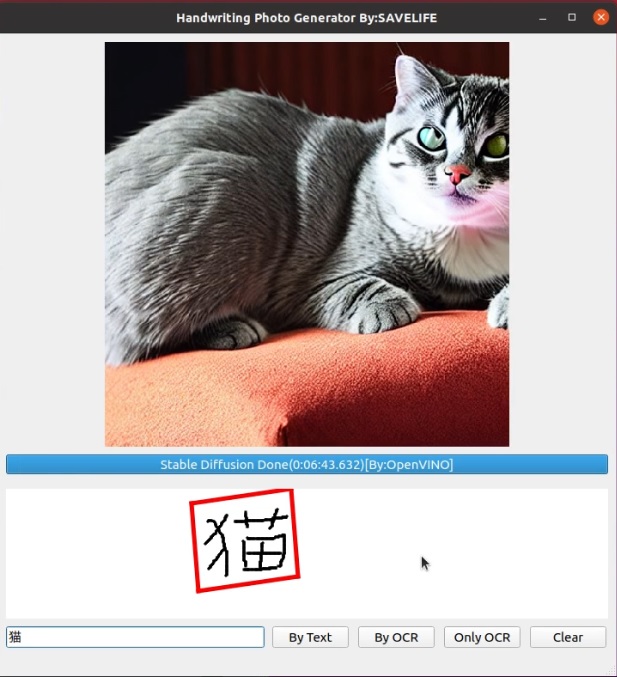 Handwriting Photo Generator By:SAVELIFE
Stable Diffusion Done(0:06:43.632)[By:OpenVINO]
猫
猫 By Text By OCR Only OCR Clear